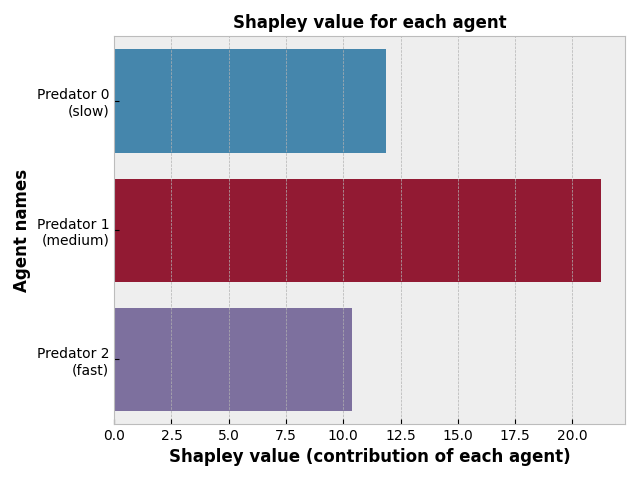 Shapley value for each agent
Agent names
Predator 0
(slow)
Predator 1
(medium)
Predator 2
(fast)
0.0 2.5 5.0 7.5 10.0 12.5 15.0 17.5 20.0
Shapley value (contribution of each agent)